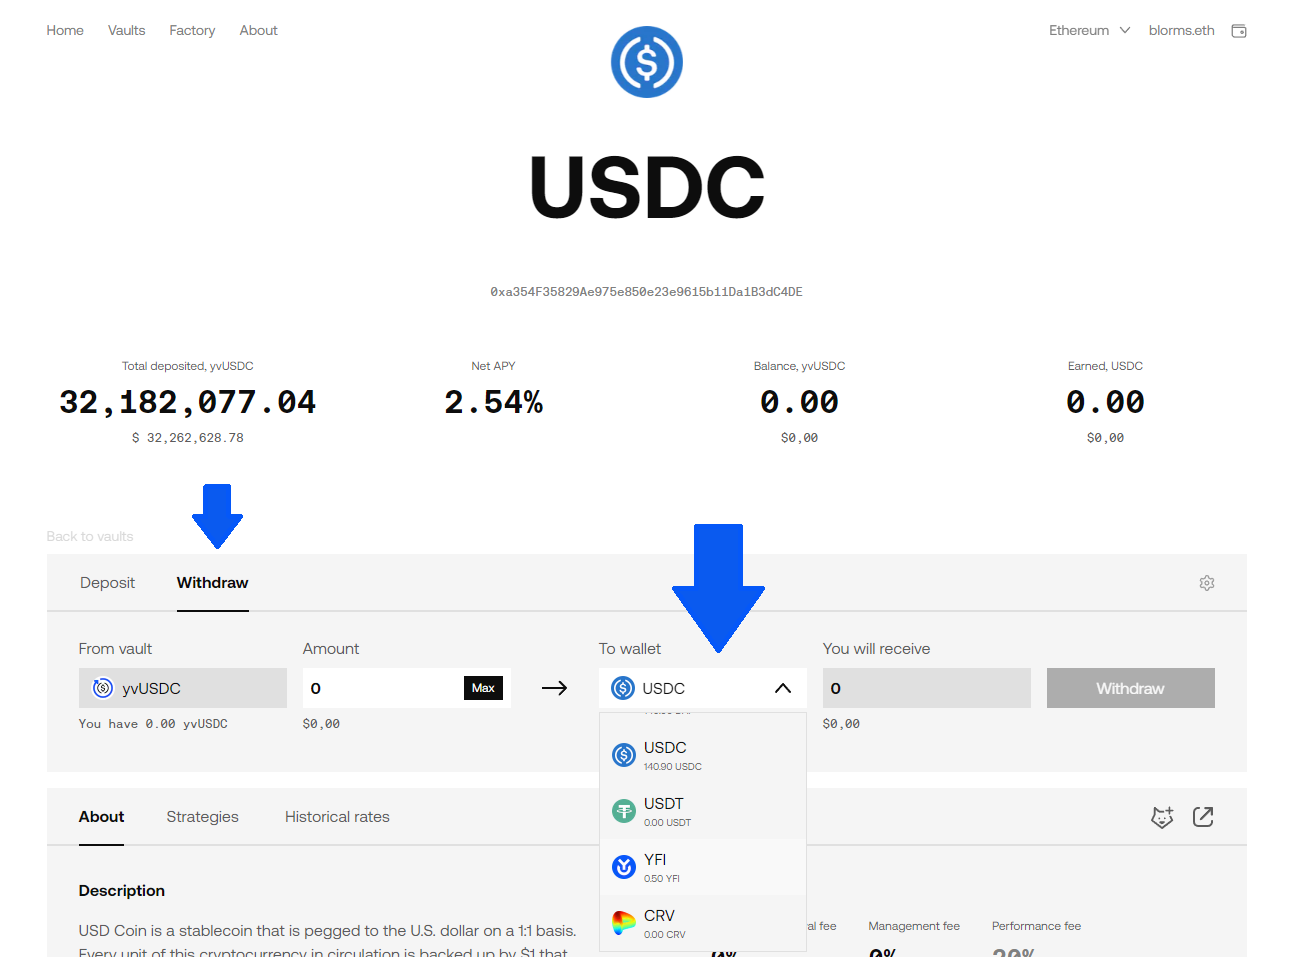 Home Vaults Factory About Ethereum blorms.eth
USDC
0xa354F35829Ae975e850e23e9615b11Da1B3dC4DE
Total deposited, yvUSDC Net APY Balance, yvUSDC Earned, USDC
32,182,077.04 2.54% 0.00 0.00
$ 32,262,628.78 $0,00 $0,00
Back to vaults
Deposit Withdraw
From vault Amount To wallet You will receive
yvUSDC 0 Max USDC 0 Withdraw
You have 0.00 yvUSDC $0,00 $0,00
USDC
140.90 USDC
USDT
0.00 USDT
About Strategies Historical rates
YFI
0.50 YFI
Description
CRV
0.00 CRV
USD Coin is a stablecoin that is pegged to the U.S. dollar on a 1:1 basis. fee Management fee Performance fee
Every unit of this cryptocurrency in circulation is backed up by $1 that 0% 0% 20%